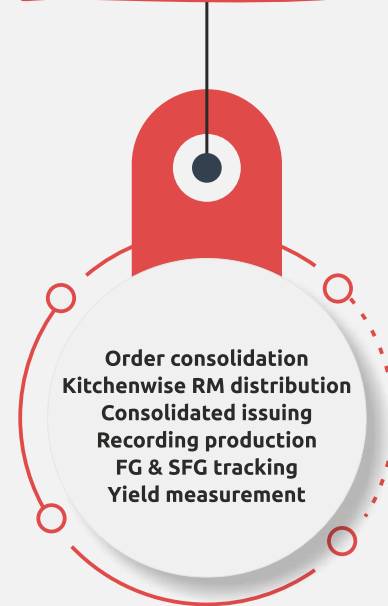 Order consolidation
Kitchenwise RM distribution
Consolidated issuing
Recording production
FG & SFG tracking
Yield measurement